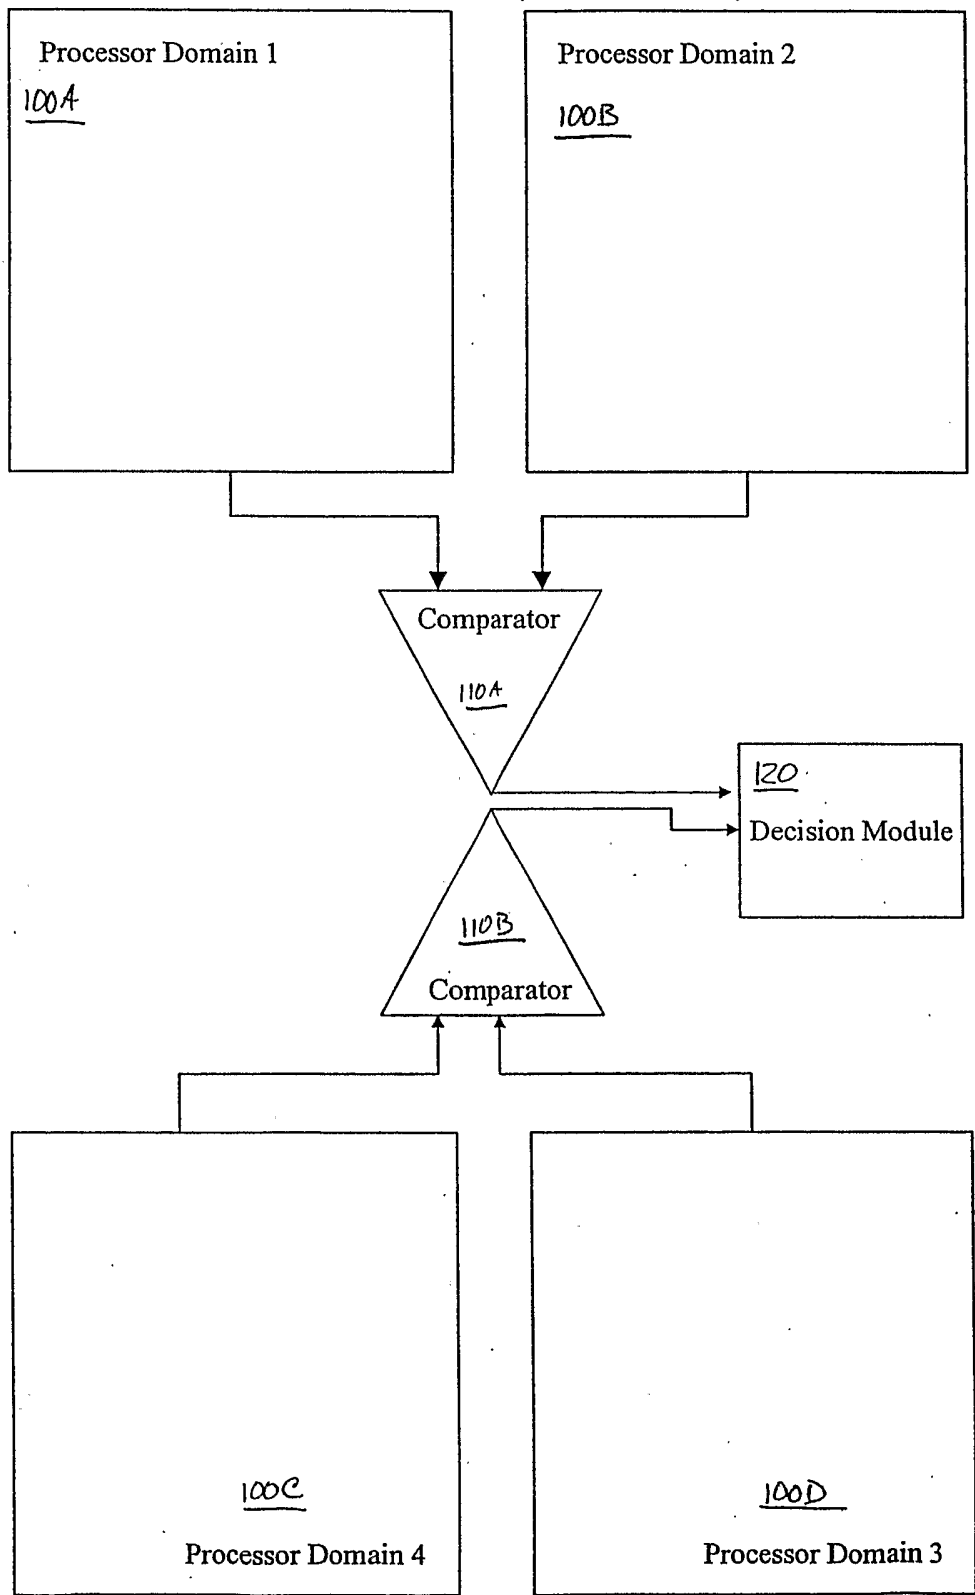 Processor Domain 1
100A
Processor Domain 2
100B
Comparator
110A
120
Decision Module
110B
Comparator
100C
Processor Domain 4
100D
Processor Domain 3